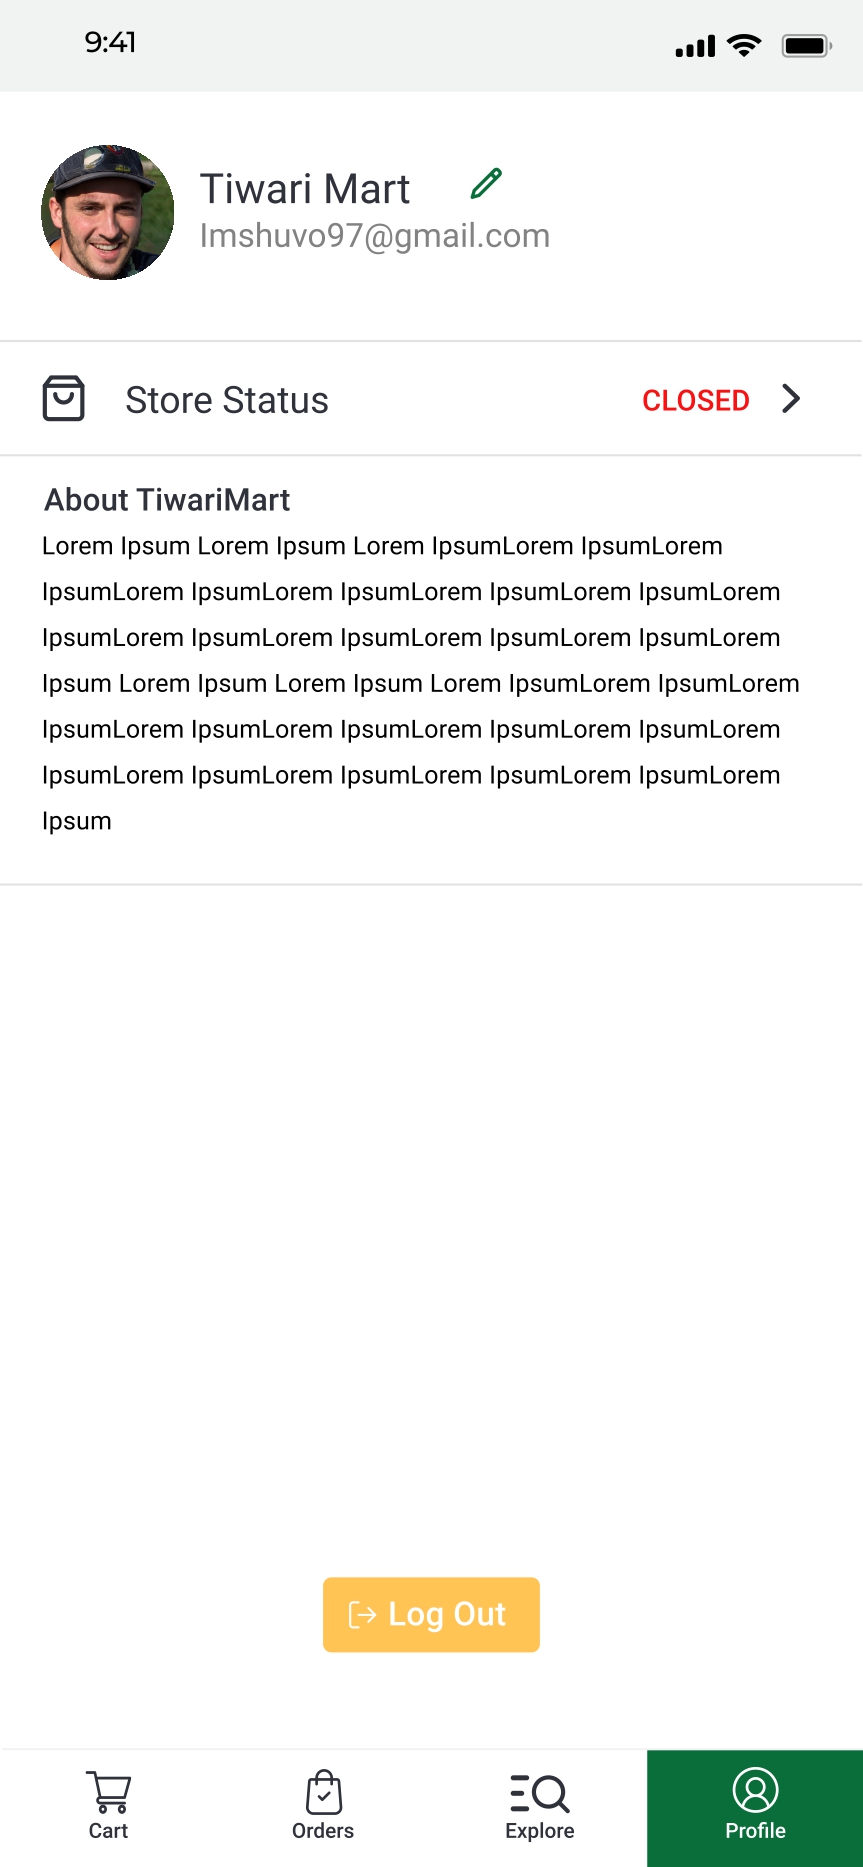 9:41
Tiwari Mart
Imshuvo97@gmail.com
Store Status
CLOSED
About TiwariMart
Lorem Ipsum Lorem Ipsum Lorem IpsumLorem IpsumLorem
IpsumLorem IpsumLorem IpsumLorem IpsumLorem IpsumLorem
IpsumLorem IpsumLorem IpsumLorem IpsumLorem IpsumLorem
Ipsum Lorem Ipsum Lorem Ipsum Lorem IpsumLorem IpsumLorem
IpsumLorem IpsumLorem IpsumLorem IpsumLorem IpsumLorem
IpsumLorem IpsumLorem IpsumLorem IpsumLorem IpsumLorem
Ipsum
Log Out
Cart
Orders
Explore
Profile